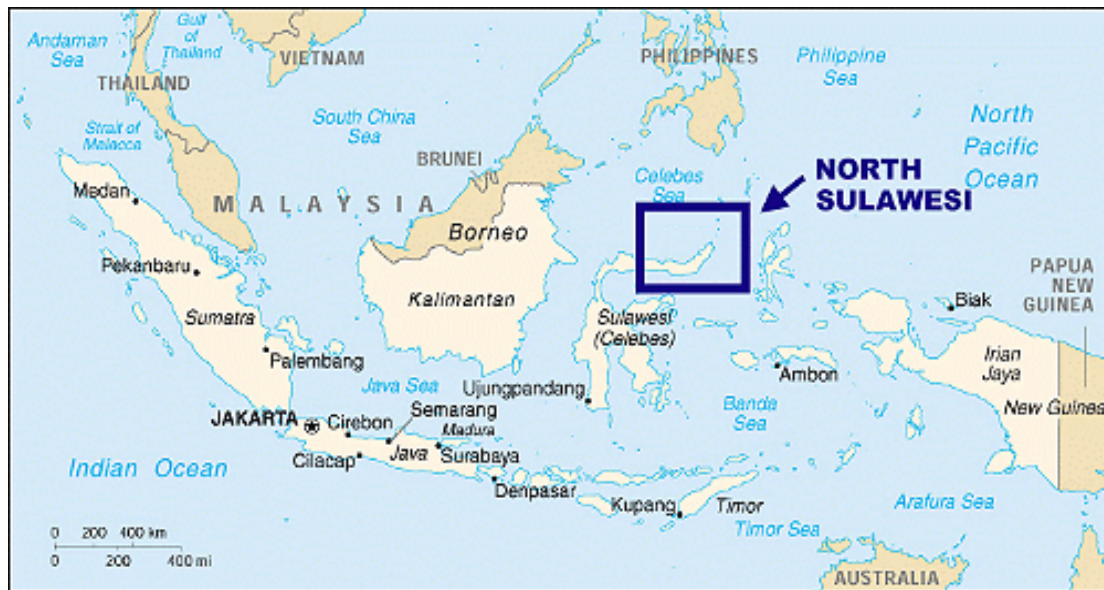 Andaman
Sea
Gulf
of
Thailand
VIETNAM
THAILAND
PHILIPPINES
Philippine
Sea
North
Pacific
Ocean
Strait of
Malacca
South China
Sea
BRUNEI
Celebes
Sea
NORTH
SULAWESI
Medan
MALAYSIA
Borneo
Pekanbaru
Kalimantan
PAPUA
NEW
GUINEA
Biak
Sumatra
Sulawesi
(Celebes)
Irian
Jaya
Palembang
Ambon
Java Sea
Ujungpandang
New Guinea
JAKARTA
Cirebon
Semarang
Madura
Banda
Sea
Cilacap
Java
Surabaya
Indian Ocean
Denpasar
Kupang
Timor
Arafura Sea
Timor Sea
0 200 400 km
0 200 400 mi
AUSTRALIA